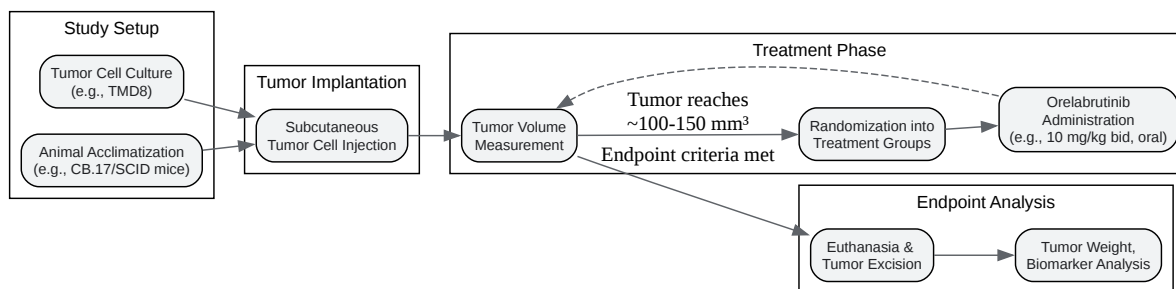 Study Setup
Tumor Cell Culture
(e.g., TMD8)
Animal Acclimatization
(e.g., CB.17/SCID mice)
Tumor Implantation
Subcutaneous
Tumor Cell Injection
Treatment Phase
Tumor Volume
Measurement
Tumor reaches
~100-150 mm³
Endpoint criteria met
Randomization into
Treatment Groups
Orelabrutinib
Administration
(e.g., 10 mg/kg bid, oral)
Endpoint Analysis
Euthanasia &
Tumor Excision
Tumor Weight,
Biomarker Analysis